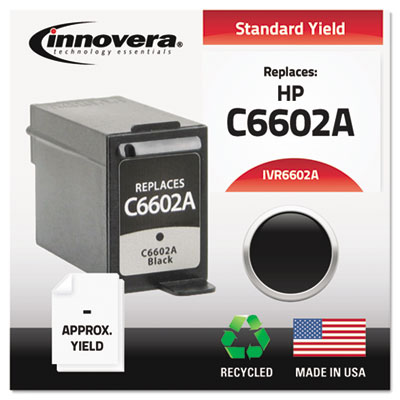 innovera
technology essentials
Standard Yield
Replaces:
HP
C6602A
IVR6602A
REPLACES
C6602A
C6602A
Black
-
APPROX.
YIELD
RECYCLED
MADE IN USA